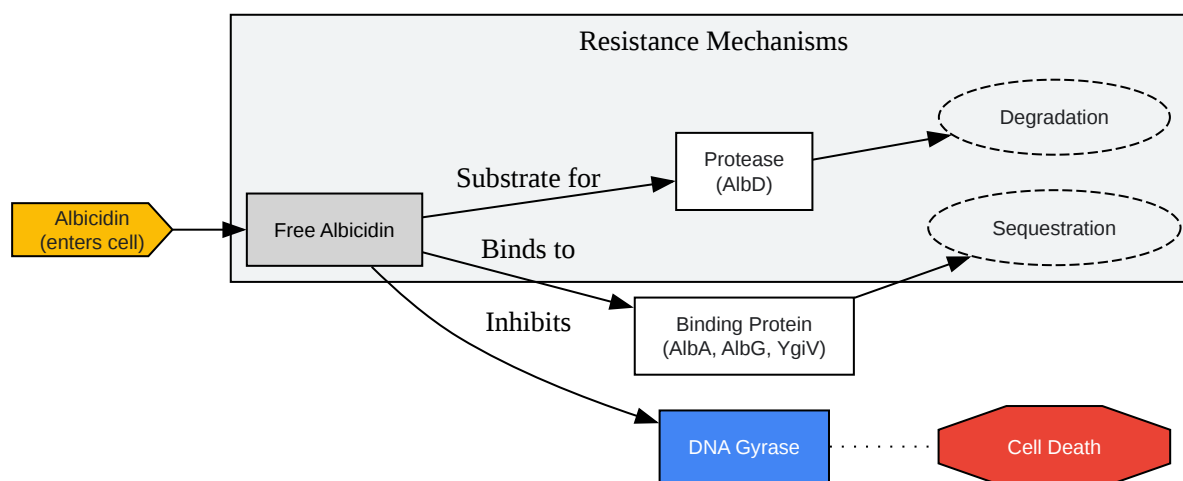 Resistance Mechanisms
Albicidin
(enters cell)
Free Albicidin
Substrate for
Protease
(AlbD)
Degradation
Binds to
Binding Protein
(AlbA, AlbG, YgiV)
Sequestration
Inhibits
DNA Gyrase
Cell Death